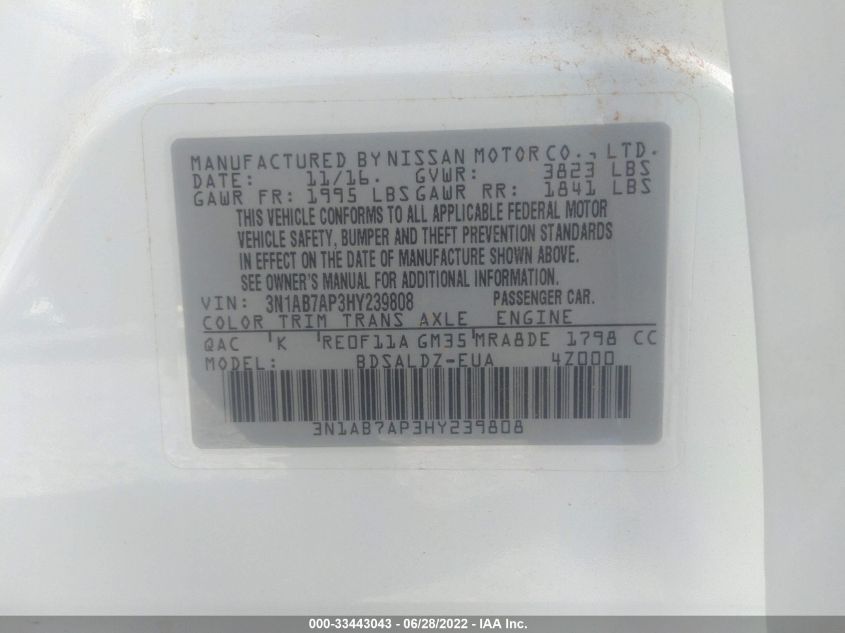 MANUFACTURED BY NISSAN MOTOR CO., LTD.
DATE: 11/16. GVWR: 3823 LBS
GAWR FR: 1995 LBS GAWR RR: 1841 LBS
THIS VEHICLE CONFORMS TO ALL APPLICABLE FEDERAL MOTOR
VEHICLE SAFETY, BUMPER AND THEFT PREVENTION STANDARDS
IN EFFECT ON THE DATE OF MANUFACTURE SHOWN ABOVE.
SEE OWNER'S MANUAL FOR ADDITIONAL INFORMATION.
VIN: 3N1AB7AP3HY239808 PASSENGER CAR.
COLOR TRIM TRANS AXLE ENGINE
QAC 'K 'RE0F11A GM35'MRA8DE 1798 CC
MODEL: BDSALDZ-EUA 4Z000
3N1AB7AP3HY239808
000-33443043 - 06/28/2022 - IAA Inc.